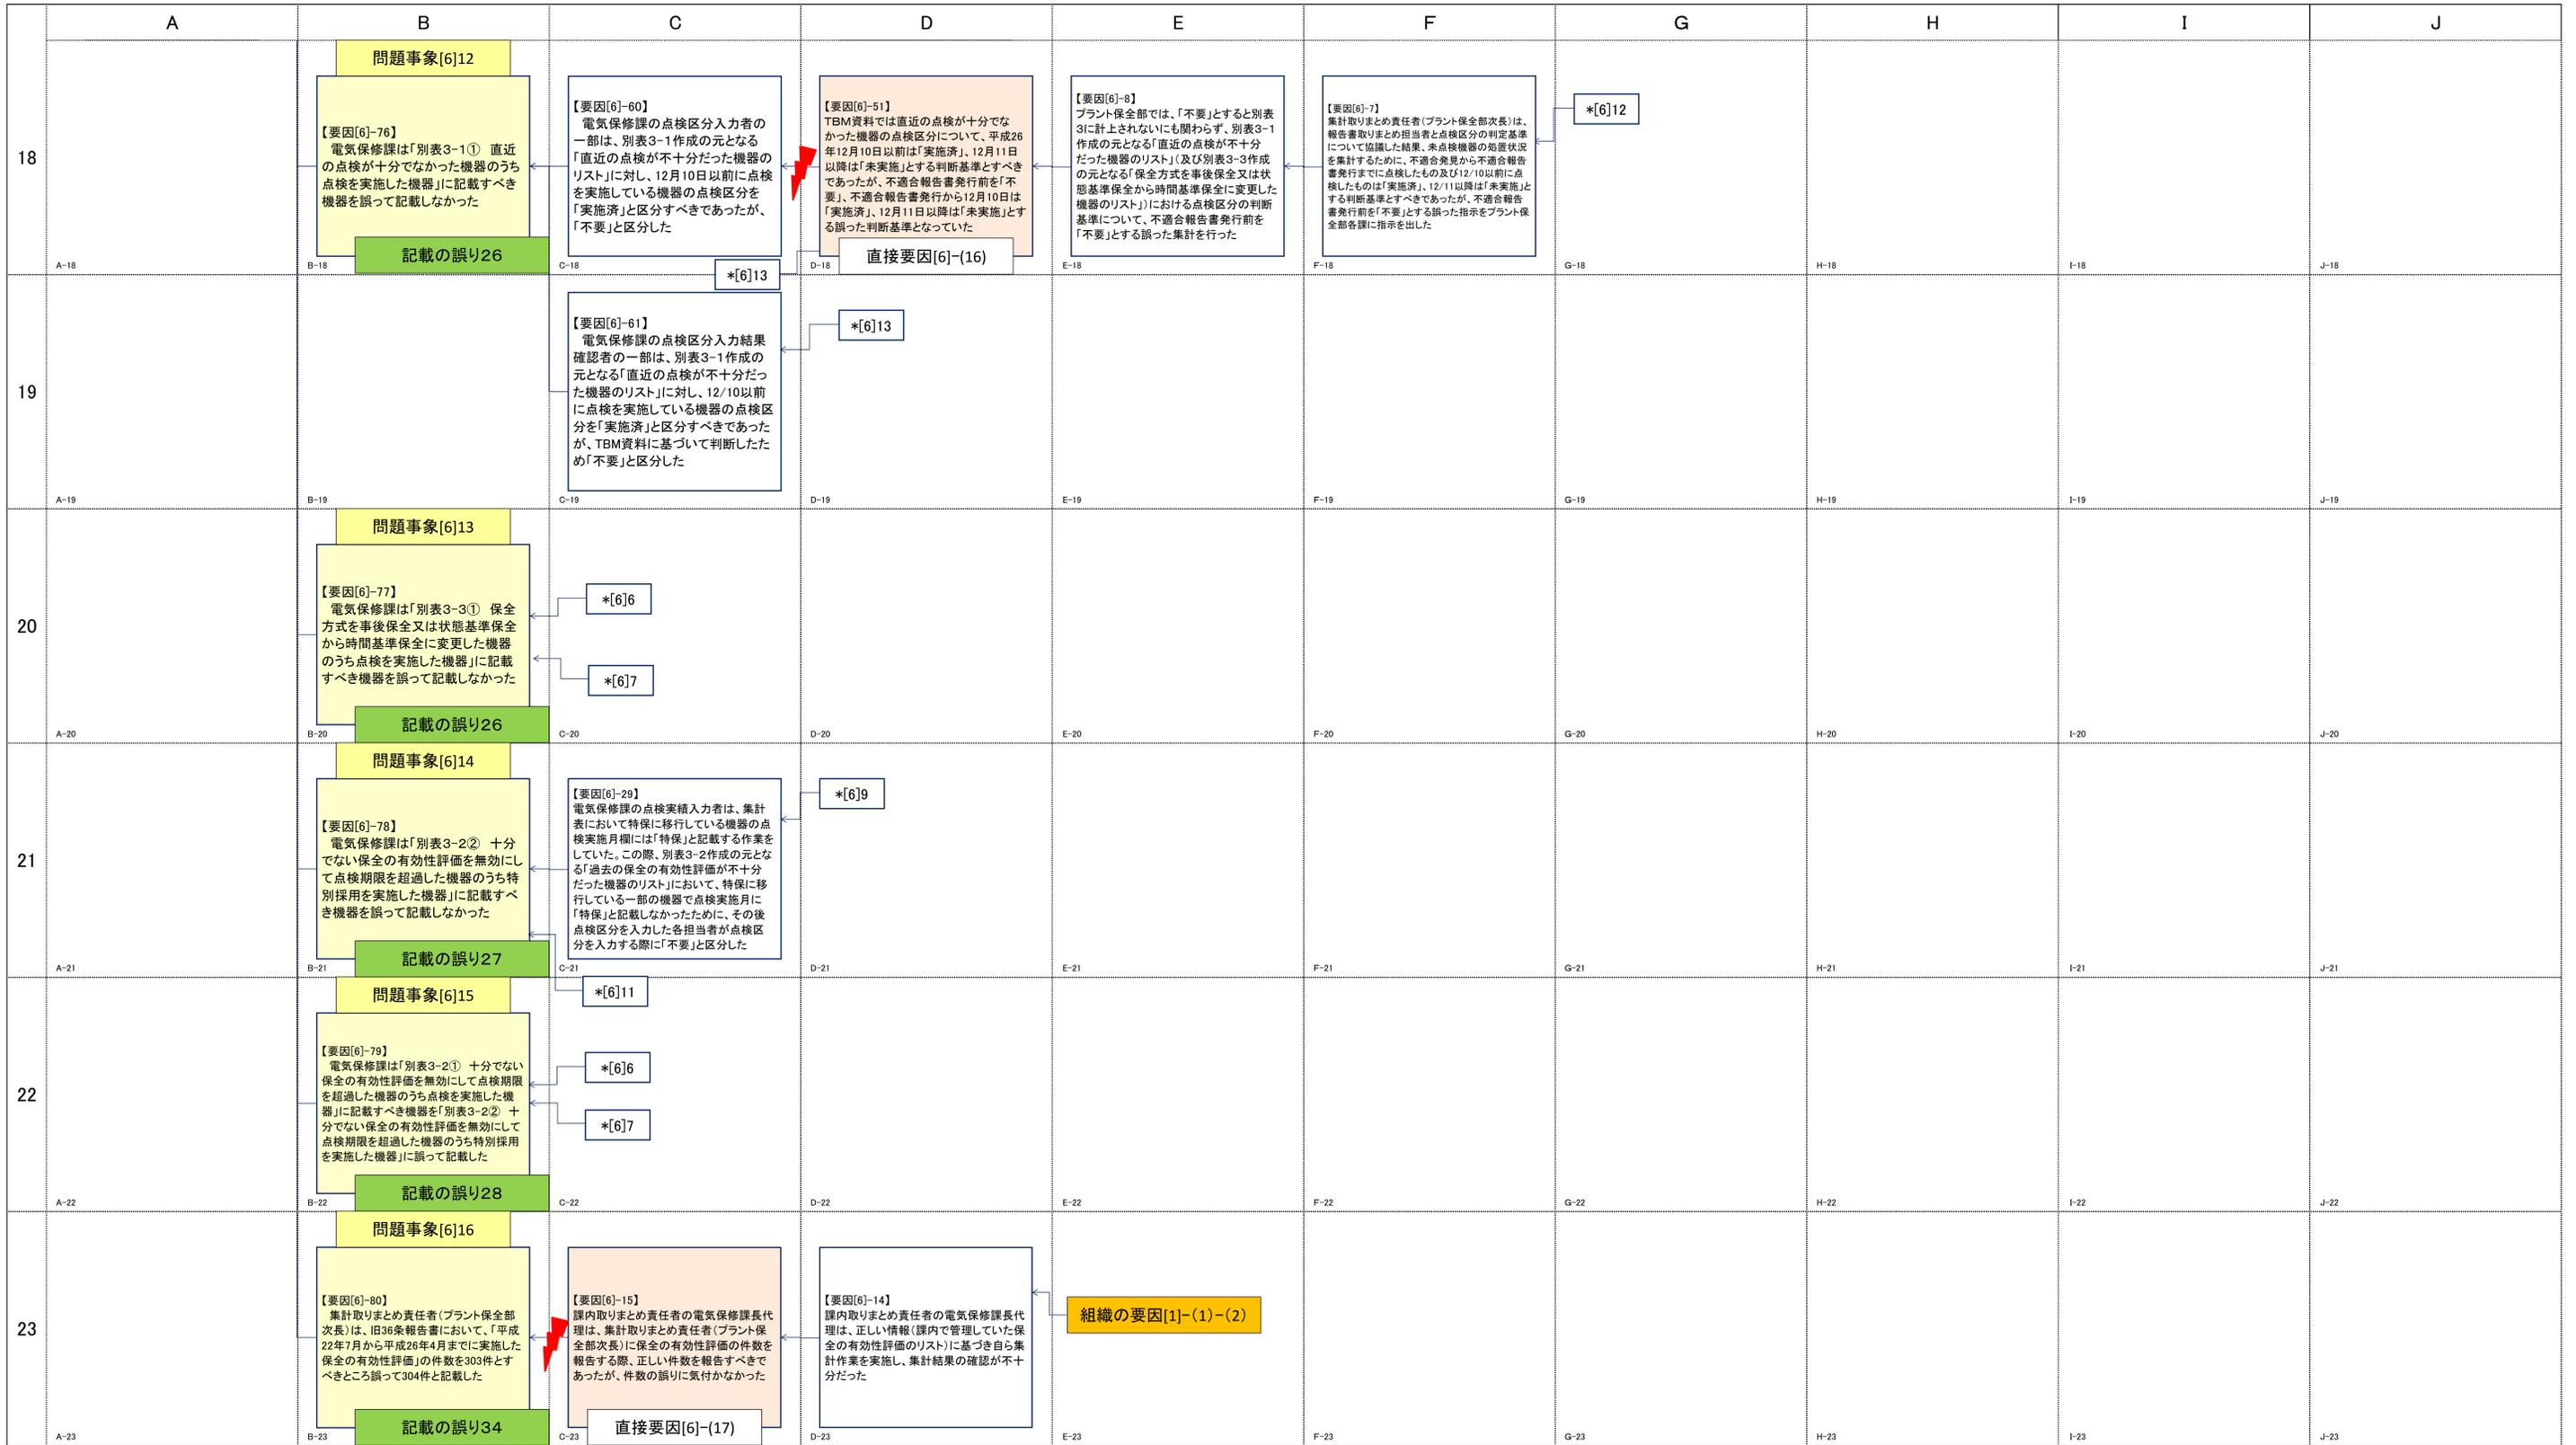 A B C D E F G H I J
18
問題事象[6]12
【要因[6]-76】
電気保修課は「別表3-1① 直近
の点検が十分でなかった機器のうち
点検を実施した機器」に記載すべき
機器を誤って記載しなかった
記載の誤り26
【要因[6]-60】
電気保修課の点検区分入力者の
一部は、別表3-1作成の元となる
「直近の点検が不十分だった機器の
リスト」に対し、12月10日以前に点検
を実施している機器の点検区分を
「実施済」と区分すべきであったが、
「不要」と区分した
【要因[6]-51】
TBM資料では直近の点検が十分でな
かった機器の点検区分について、平成26
年12月10日以前は「実施済」、12月11日
以降は「未実施」とする判断基準とすべき
であったが、不適合報告書発行前を「不
要」、不適合報告書発行から12月10日は
「実施済」、12月11日以降は「未実施」とす
る誤った判断基準となっていた
直接要因[6]-(16)
*[6]13
【要因[6]-8】
プラント保全部では、「不要」とすると別表
3に計上されないにも関わらず、別表3-1
作成の元となる「直近の点検が不十分
だった機器のリスト」(及び別表3-3作成
の元となる「保全方式を事後保全又は状
態基準保全から時間基準保全に変更した
機器のリスト」)における点検区分の判断
基準について、不適合報告書発行前を
「不要」とする誤った集計を行った
【要因[6]-7】
集計取りまとめ責任者(プラント保全部次長)は、
報告書取りまとめ担当者と点検区分の判定基準
について協議した結果、未点検機器の処置状況
を集計するために、不適合発見から不適合報告
書発行までに点検したもの及び12/10以前に点
検したものは「実施済」、12/11以降は「未実施」と
する判断基準とすべきであったが、不適合報告
書発行前を「不要」とする誤った指示をプラント保
全部各課に指示を出した
*[6]12
A-18 B-18 C-18 D-18 E-18 F-18 G-18 H-18 I-18 J-18
19
【要因[6]-61】
電気保修課の点検区分入力結果
確認者の一部は、別表3-1作成の
元となる「直近の点検が不十分だっ
た機器のリスト」に対し、12/10以前
に点検を実施している機器の点検区
分を「実施済」と区分すべきであった
が、TBM資料に基づいて判断したた
め「不要」と区分した
*[6]13
A-19 B-19 C-19 D-19 E-19 F-19 G-19 H-19 I-19 J-19
20
問題事象[6]13
【要因[6]-77】
電気保修課は「別表3-3① 保全
方式を事後保全又は状態基準保全
から時間基準保全に変更した機器
のうち点検を実施した機器」に記載
すべき機器を誤って記載しなかった
記載の誤り26
*[6]6
*[6]7
A-20 B-20 C-20 D-20 E-20 F-20 G-20 H-20 I-20 J-20
21
問題事象[6]14
【要因[6]-78】
電気保修課は「別表3-2② 十分
でない保全の有効性評価を無効にし
て点検期限を超過した機器のうち特
別採用を実施した機器」に記載すべ
き機器を誤って記載しなかった
記載の誤り27
【要因[6]-29】
電気保修課の点検実績入力者は、集計
表において特保に移行している機器の点
検実施月欄には「特保」と記載する作業を
していた。この際、別表3-2作成の元とな
る「過去の保全の有効性評価が不十分
だった機器のリスト」において、特保に移
行している一部の機器で点検実施月に
「特保」と記載しなかったために、その後
点検区分を入力した各担当者が点検区
分を入力する際に「不要」と区分した
*[6]9
*[6]11
A-21 B-21 C-21 D-21 E-21 F-21 G-21 H-21 I-21 J-21
22
問題事象[6]15
【要因[6]-79】
電気保修課は「別表3-2① 十分でない
保全の有効性評価を無効にして点検期限
を超過した機器のうち点検を実施した機
器」に記載すべき機器を「別表3-2② 十
分でない保全の有効性評価を無効にして
点検期限を超過した機器のうち特別採用
を実施した機器」に誤って記載した
記載の誤り28
*[6]6
*[6]7
A-22 B-22 C-22 D-22 E-22 F-22 G-22 H-22 I-22 J-22
23
問題事象[6]16
【要因[6]-80】
集計取りまとめ責任者(プラント保全部
次長)は、旧36条報告書において、「平成
22年7月から平成26年4月までに実施した
保全の有効性評価」の件数を303件とす
べきところ誤って304件と記載した
記載の誤り34
【要因[6]-15】
課内取りまとめ責任者の電気保修課長代
理は、集計取りまとめ責任者(プラント保
全部次長)に保全の有効性評価の件数を
報告する際、正しい件数を報告すべきで
あったが、件数の誤りに気付かなかった
直接要因[6]-(17)
【要因[6]-14】
課内取りまとめ責任者の電気保修課長代
理は、正しい情報(課内で管理していた保
全の有効性評価のリスト)に基づき自ら集
計作業を実施し、集計結果の確認が不十
分だった
組織の要因[1]-(1)-(2)
A-23 B-23 C-23 D-23 E-23 F-23 G-23 H-23 I-23 J-23